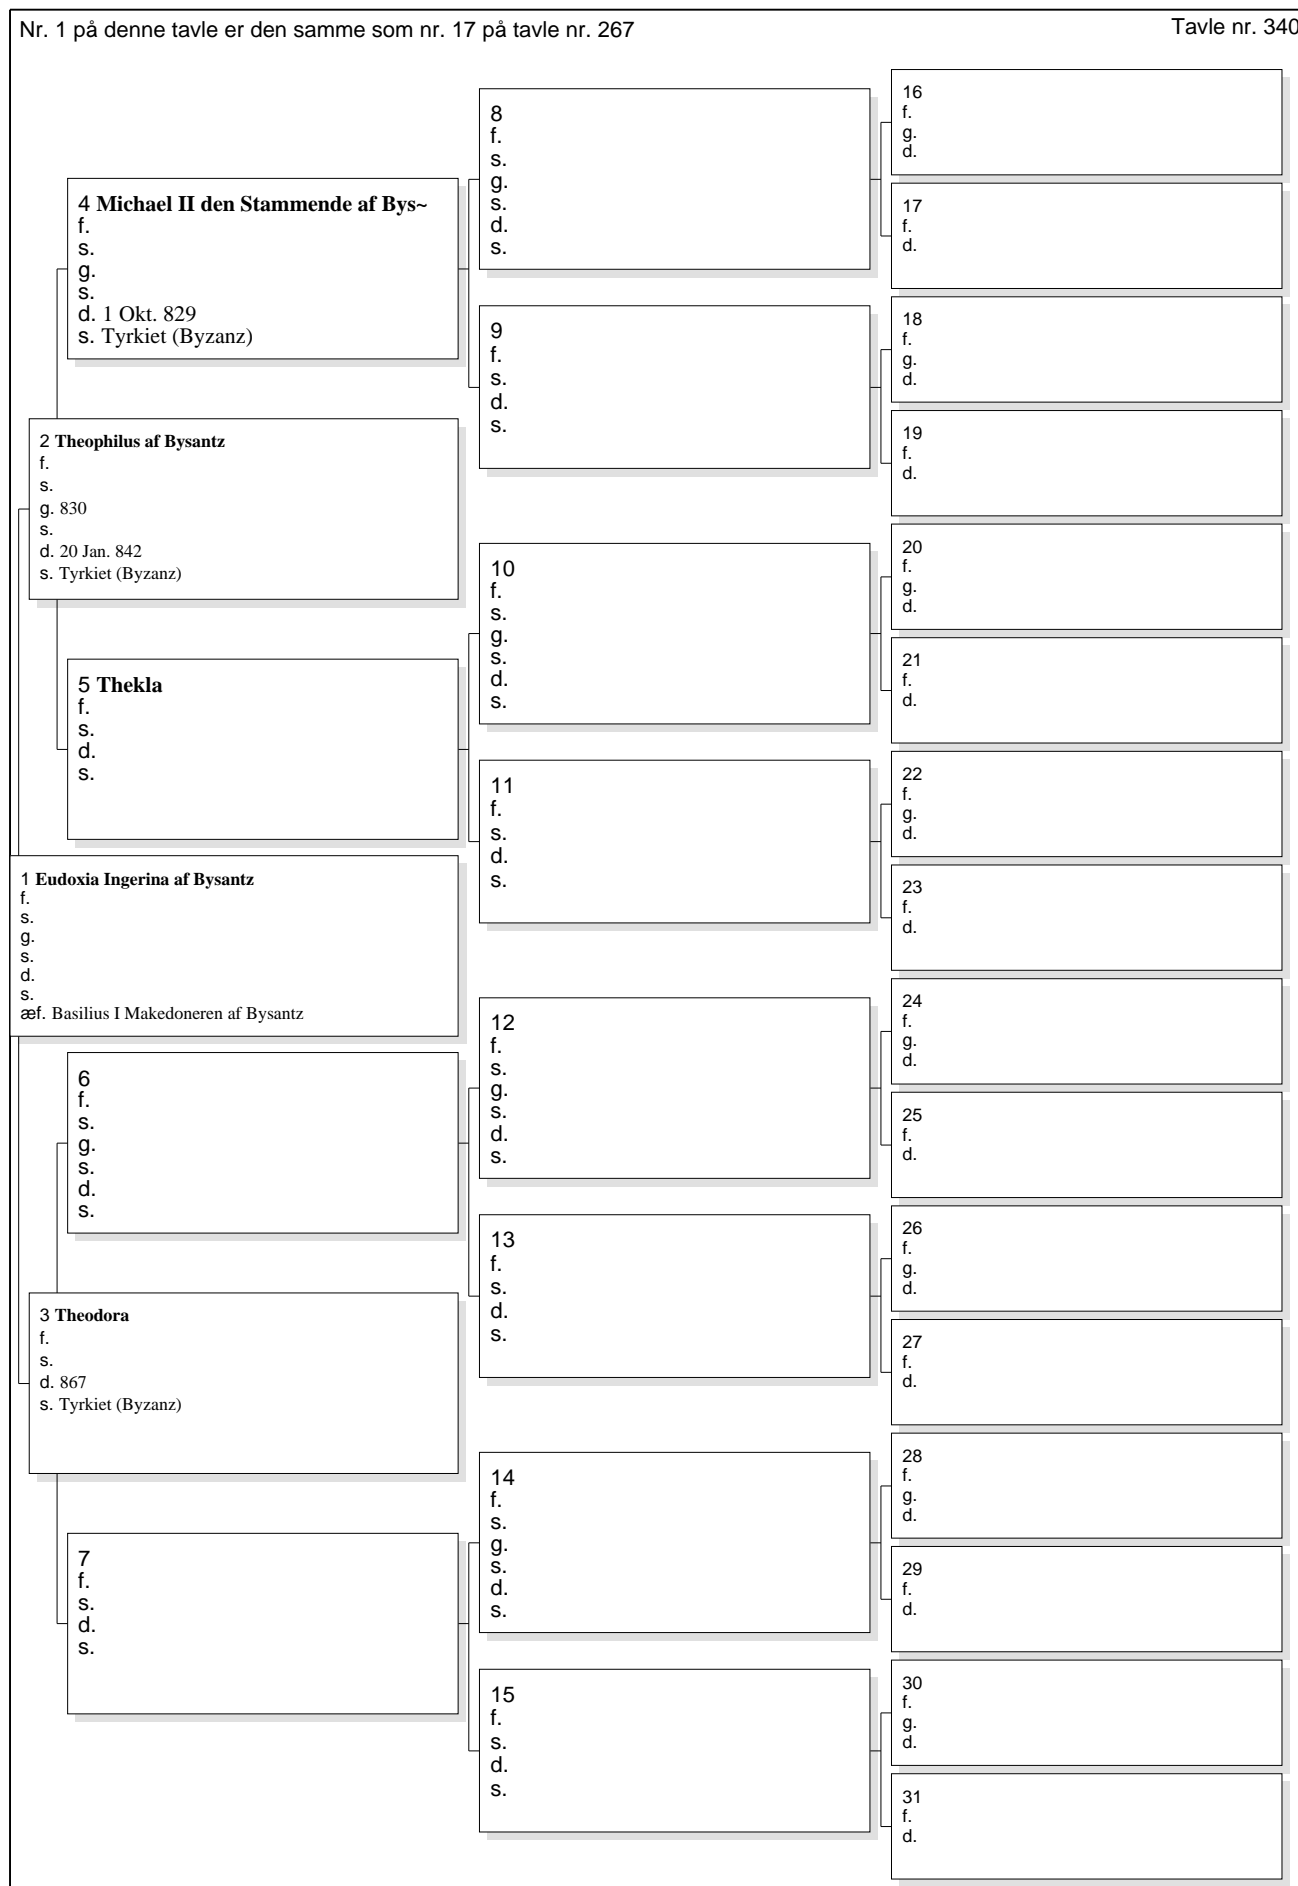 Nr. 1 på denne tavle er den samme som nr. 17 på tavle nr. 267
Tavle nr. 340
4 Michael II den Stammende af Bys~
f.
s.
g.
s.
d. 1 Okt. 829
s. Tyrkiet (Byzanz)
2 Theophilus af Bysantz
f.
s.
g. 830
s.
d. 20 Jan. 842
s. Tyrkiet (Byzanz)
5 Thekla
f.
s.
d.
s.
1 Eudoxia Ingerina af Bysantz
f.
s.
g.
s.
d.
s.
æf. Basilius I Makedoneren af Bysantz
6
f.
s.
g.
s.
d.
s.
3 Theodora
f.
s.
d. 867
s. Tyrkiet (Byzanz)
7
f.
s.
d.
s.
8
f.
s.
g.
s.
d.
s.
9
f.
s.
d.
s.
10
f.
s.
g.
s.
d.
s.
11
f.
s.
d.
s.
12
f.
s.
g.
s.
d.
s.
13
f.
s.
d.
s.
14
f.
s.
g.
s.
d.
s.
15
f.
s.
d.
s.
16
f.
g.
d.
17
f.
d.
18
f.
g.
d.
19
f.
d.
20
f.
g.
d.
21
f.
d.
22
f.
g.
d.
23
f.
d.
24
f.
g.
d.
25
f.
d.
26
f.
g.
d.
27
f.
d.
28
f.
g.
d.
29
f.
d.
30
f.
g.
d.
31
f.
d.